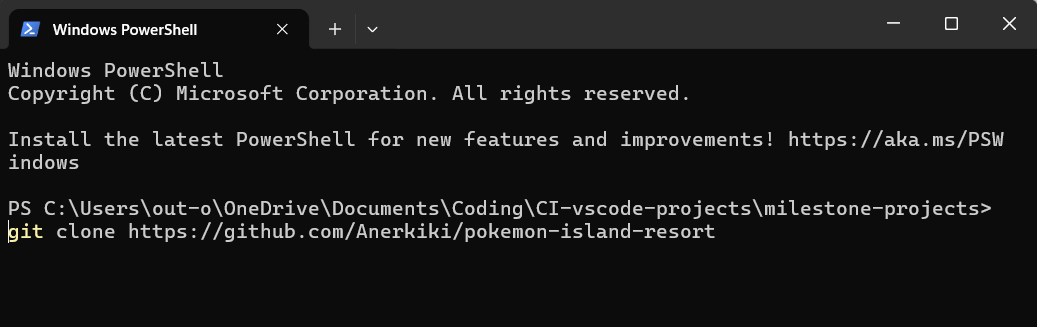 Windows PowerShell
Windows PowerShell
Copyright (C) Microsoft Corporation. All rights reserved.
Install the latest PowerShell for new features and improvements! https://aka.ms/PSW
indows
PS C:\Users\out-o\OneDrive\Documents\Coding\CI-vscode-projects\milestone-projects>
git clone https://github.com/Anerkiki/pokemon-island-resort